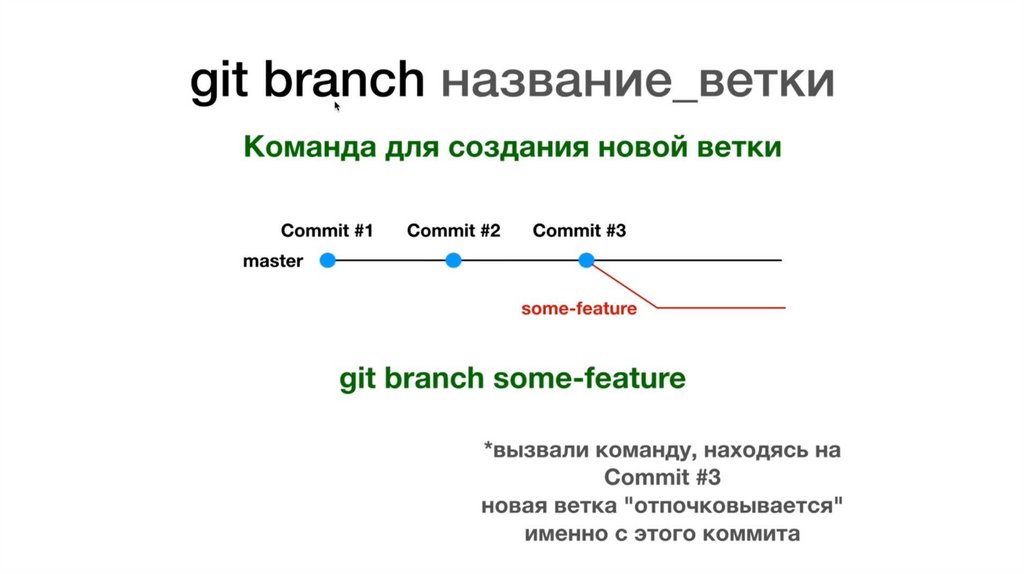 git branch название_ветки
Команда для создания новой ветки
Commit #1 Commit #2 Commit #3
master
some-feature
git branch some-feature
*вызвали команду, находясь на
Commit #3
новая ветка "отпочковывается"
именно с этого коммита